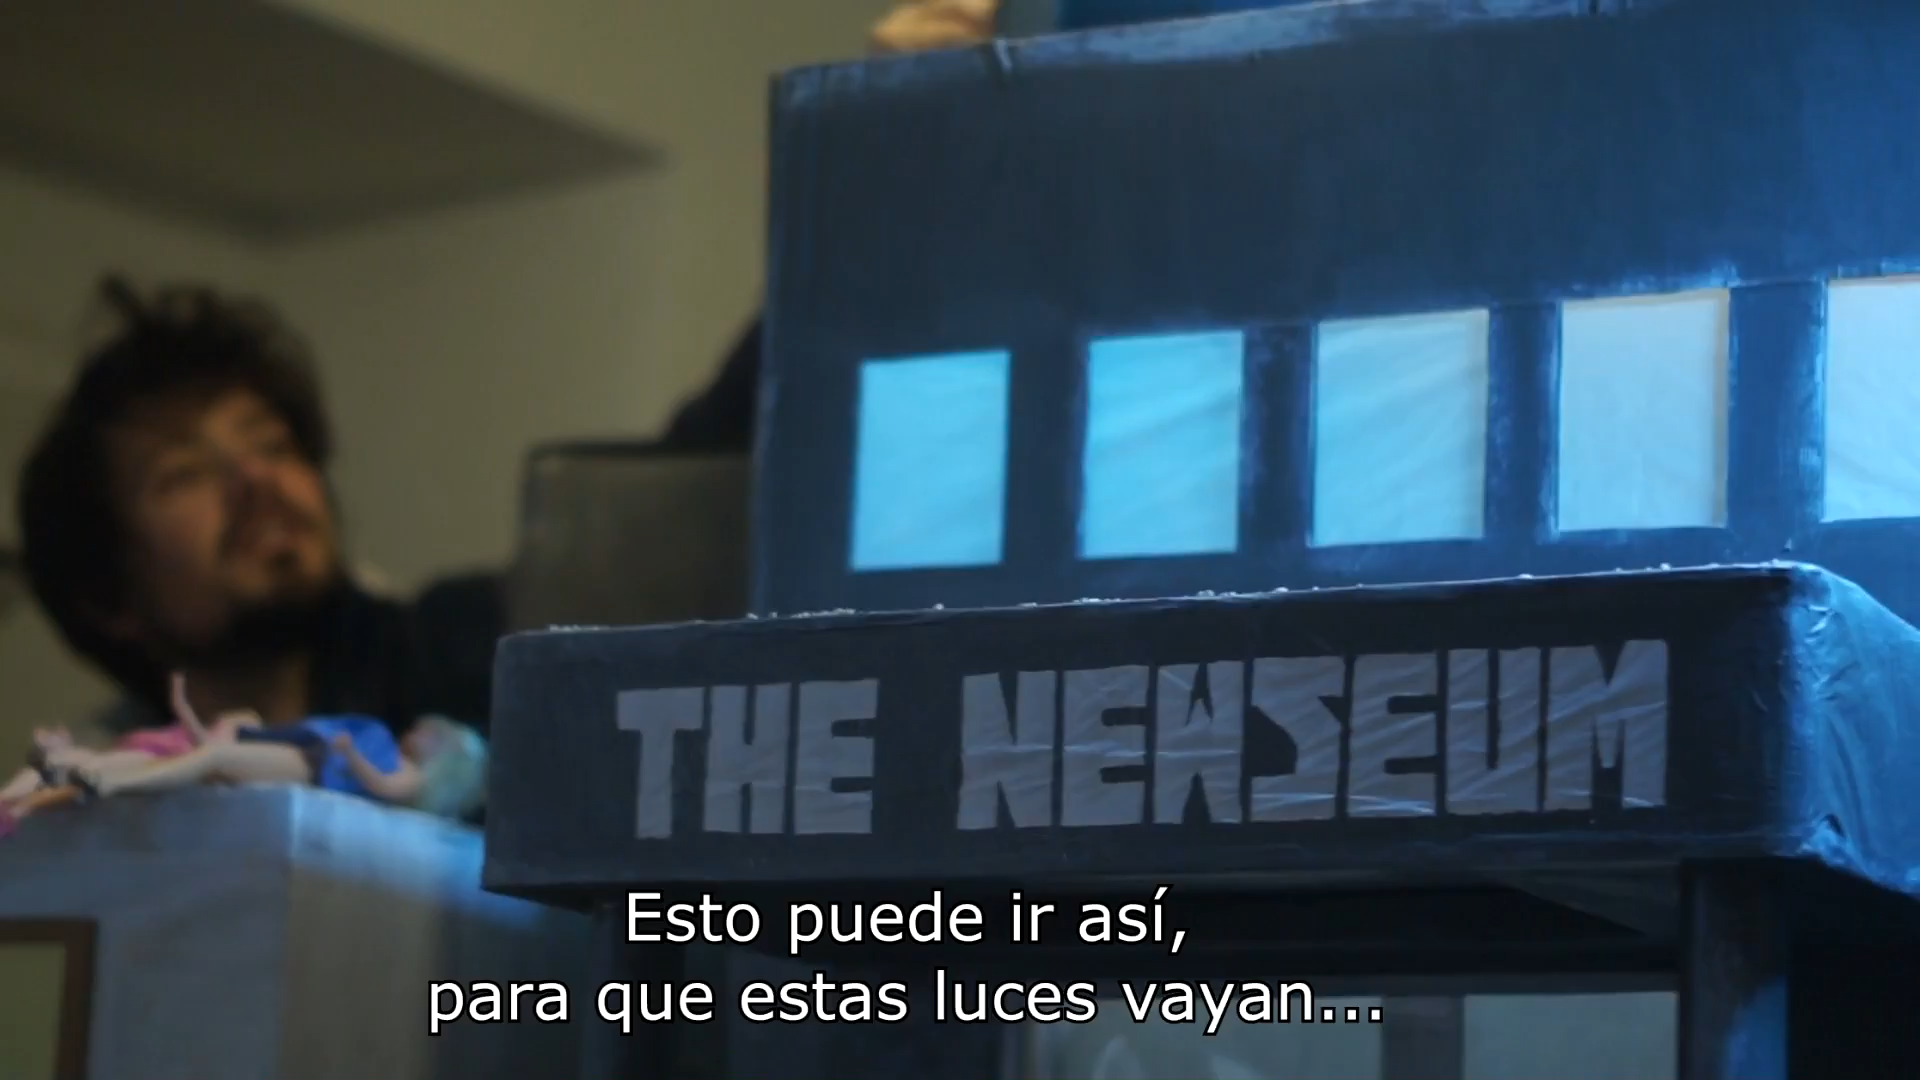 THE NEWSEUM
Esto puede ir así,
para que estas luces vayan...